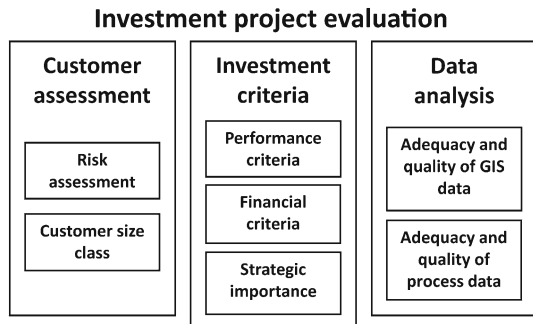 Investment project evaluation
Customer
assessment
Risk
assessment
Customer size
class
Investment
criteria
Performance
criteria
Financial
criteria
Strategic
importance
Data
analysis
Adequacy and
quality of GIS
data
Adequacy and
quality of
process data